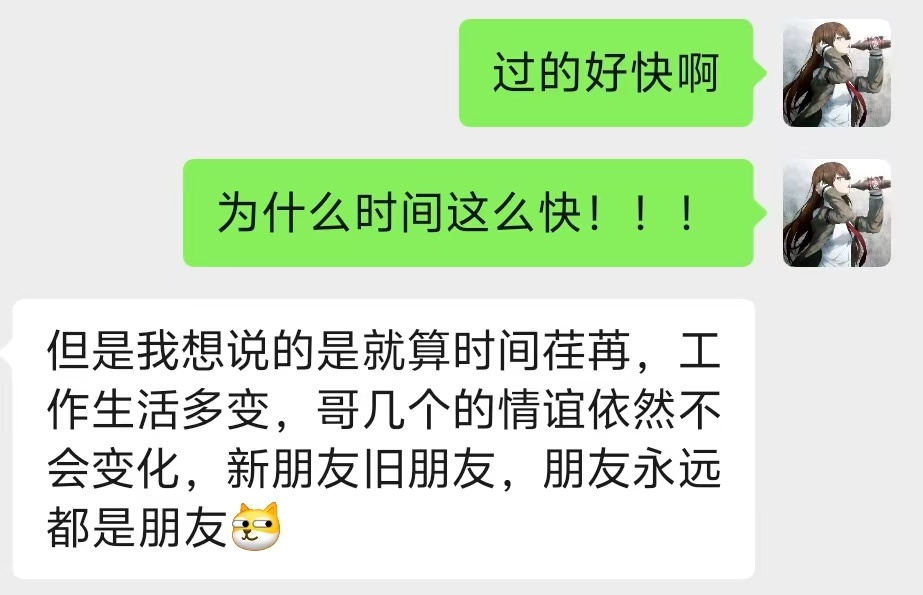 过的好快啊
为什么时间这么快！！！
但是我想说的是就算时间荏苒，工
作生活多变，哥几个的情谊依然不
会变化，新朋友旧朋友，朋友永远
都是朋友